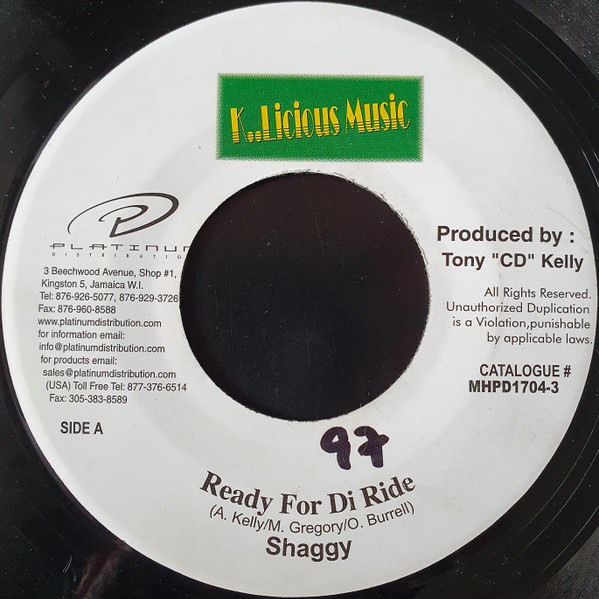 K..Licious Music
PLATINUM
DISTRIBUTION
3 Beechwood Avenue, Shop #1,
Kingston 5, Jamaica W.I.
Tel: 876-926-5077, 876-929-3726
Fax: 876-960-8588
www.platinumdistribution.com
for information email:
info@platinumdistribution.com
for products email:
sales@platinumdistribution.com
(USA) Toll Free Tel: 877-376-6514
Fax: 305-383-8589
SIDE A
Produced by :
Tony "CD" Kelly
All Rights Reserved.
Unauthorized Duplication
is a Violation,punishable
by applicable laws.
CATALOGUE #
MHPD1704-3
97
Ready For Di Ride
(A. Kelly/M. Gregory/O. Burrell)
Shaggy